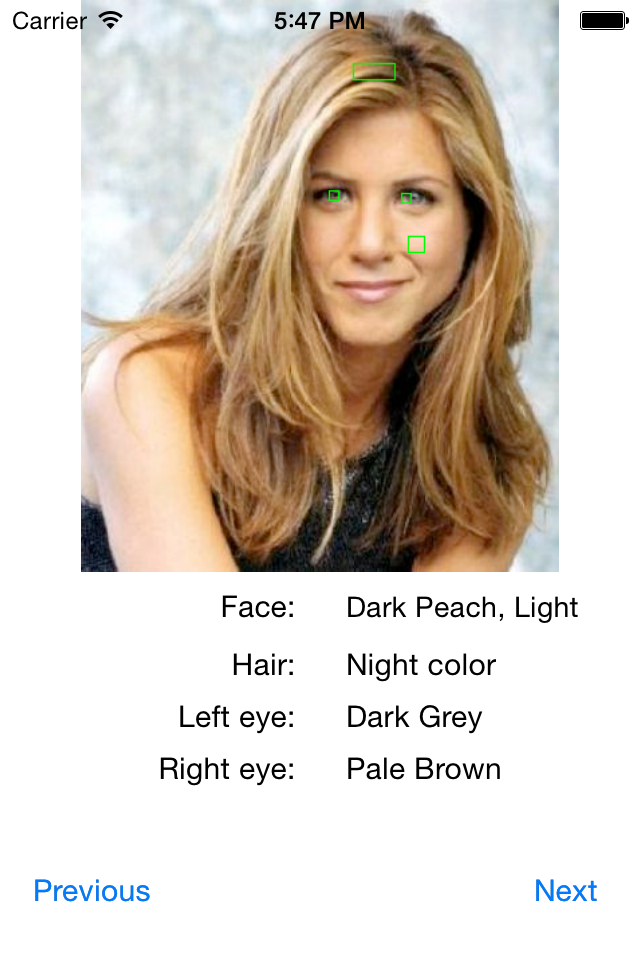 Carrier 5:47 PM
Face: Dark Peach, Light
Hair: Night color
Left eye: Dark Grey
Right eye: Pale Brown
Previous Next